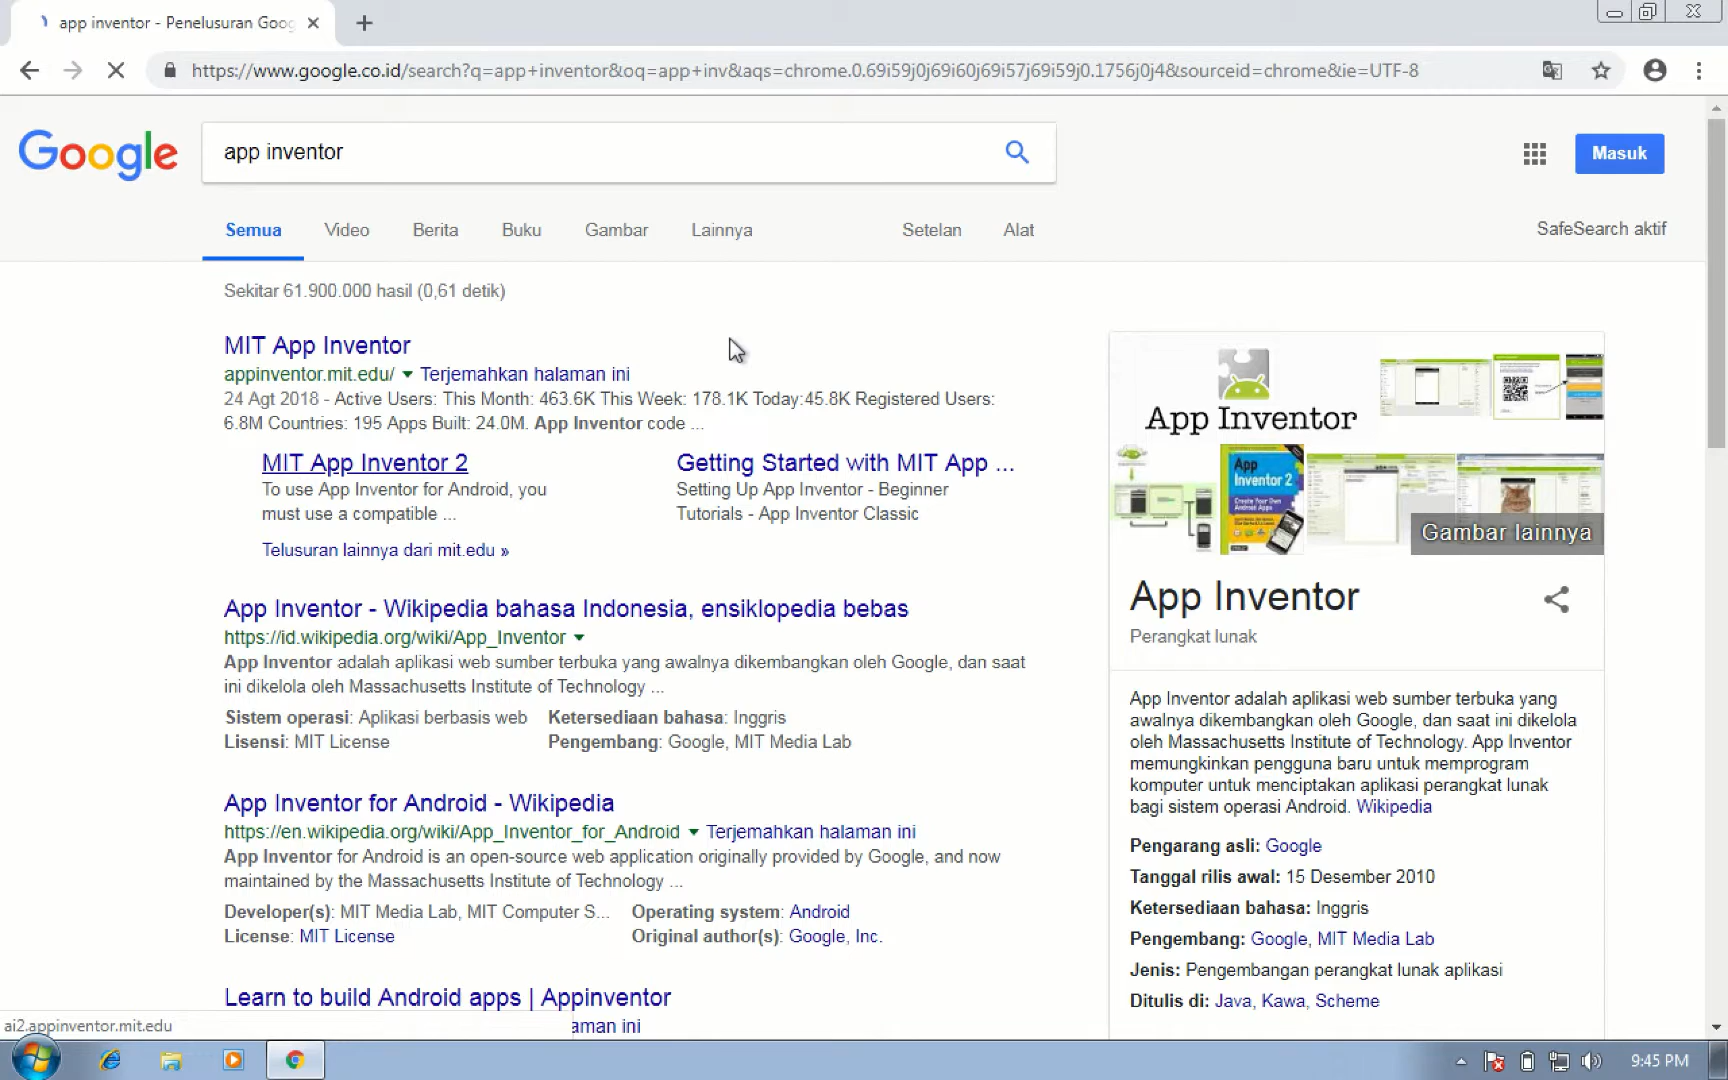 app inventor - Penelusuran Goog
https://www.google.co.id/search?q=app+inventor&oq=app+inv&aqs=chrome.0.69i59j0j69i60j69i57j69i59j0.1756j0j4&sourceid=chrome&ie=UTF-8
Google
app inventor
Masuk
Semua Video Berita Buku Gambar Lainnya Setelan Alat
SafeSearch aktif
Sekitar 61.900.000 hasil (0,61 detik)
MIT App Inventor
appinventor.mit.edu/ Terjemahkan halaman ini
24 Agt 2018 - Active Users: This Month: 463.6K This Week: 178.1K Today:45.8K Registered Users:
6.8M Countries: 195 Apps Built: 24.0M. App Inventor code ...
MIT App Inventor 2
To use App Inventor for Android, you
must use a compatible ...
Getting Started with MIT App ...
Setting Up App Inventor - Beginner
Tutorials - App Inventor Classic
Telusuran lainnya dari mit.edu »
App Inventor - Wikipedia bahasa Indonesia, ensiklopedia bebas
https://id.wikipedia.org/wiki/App_Inventor
App Inventor adalah aplikasi web sumber terbuka yang awalnya dikembangkan oleh Google, dan saat
ini dikelola oleh Massachusetts Institute of Technology ...
Sistem operasi: Aplikasi berbasis web Ketersediaan bahasa: Inggris
Lisensi: MIT License Pengembang: Google, MIT Media Lab
App Inventor for Android - Wikipedia
https://en.wikipedia.org/wiki/App_Inventor_for_Android Terjemahkan halaman ini
App Inventor for Android is an open-source web application originally provided by Google, and now
maintained by the Massachusetts Institute of Technology ...
Developer(s): MIT Media Lab, MIT Computer S... Operating system: Android
License: MIT License Original author(s): Google, Inc.
Learn to build Android apps | Appinventor
aman ini
ai2.appinventor.mit.edu
App Inventor
App
Inventor 2
Gambar lainnya
App Inventor
Perangkat lunak
App Inventor adalah aplikasi web sumber terbuka yang
awalnya dikembangkan oleh Google, dan saat ini dikelola
oleh Massachusetts Institute of Technology. App Inventor
memungkinkan pengguna baru untuk memprogram
komputer untuk menciptakan aplikasi perangkat lunak
bagi sistem operasi Android. Wikipedia
Pengarang asli: Google
Tanggal rilis awal: 15 Desember 2010
Ketersediaan bahasa: Inggris
Pengembang: Google, MIT Media Lab
Jenis: Pengembangan perangkat lunak aplikasi
Ditulis di: Java, Kawa, Scheme
9:45 PM